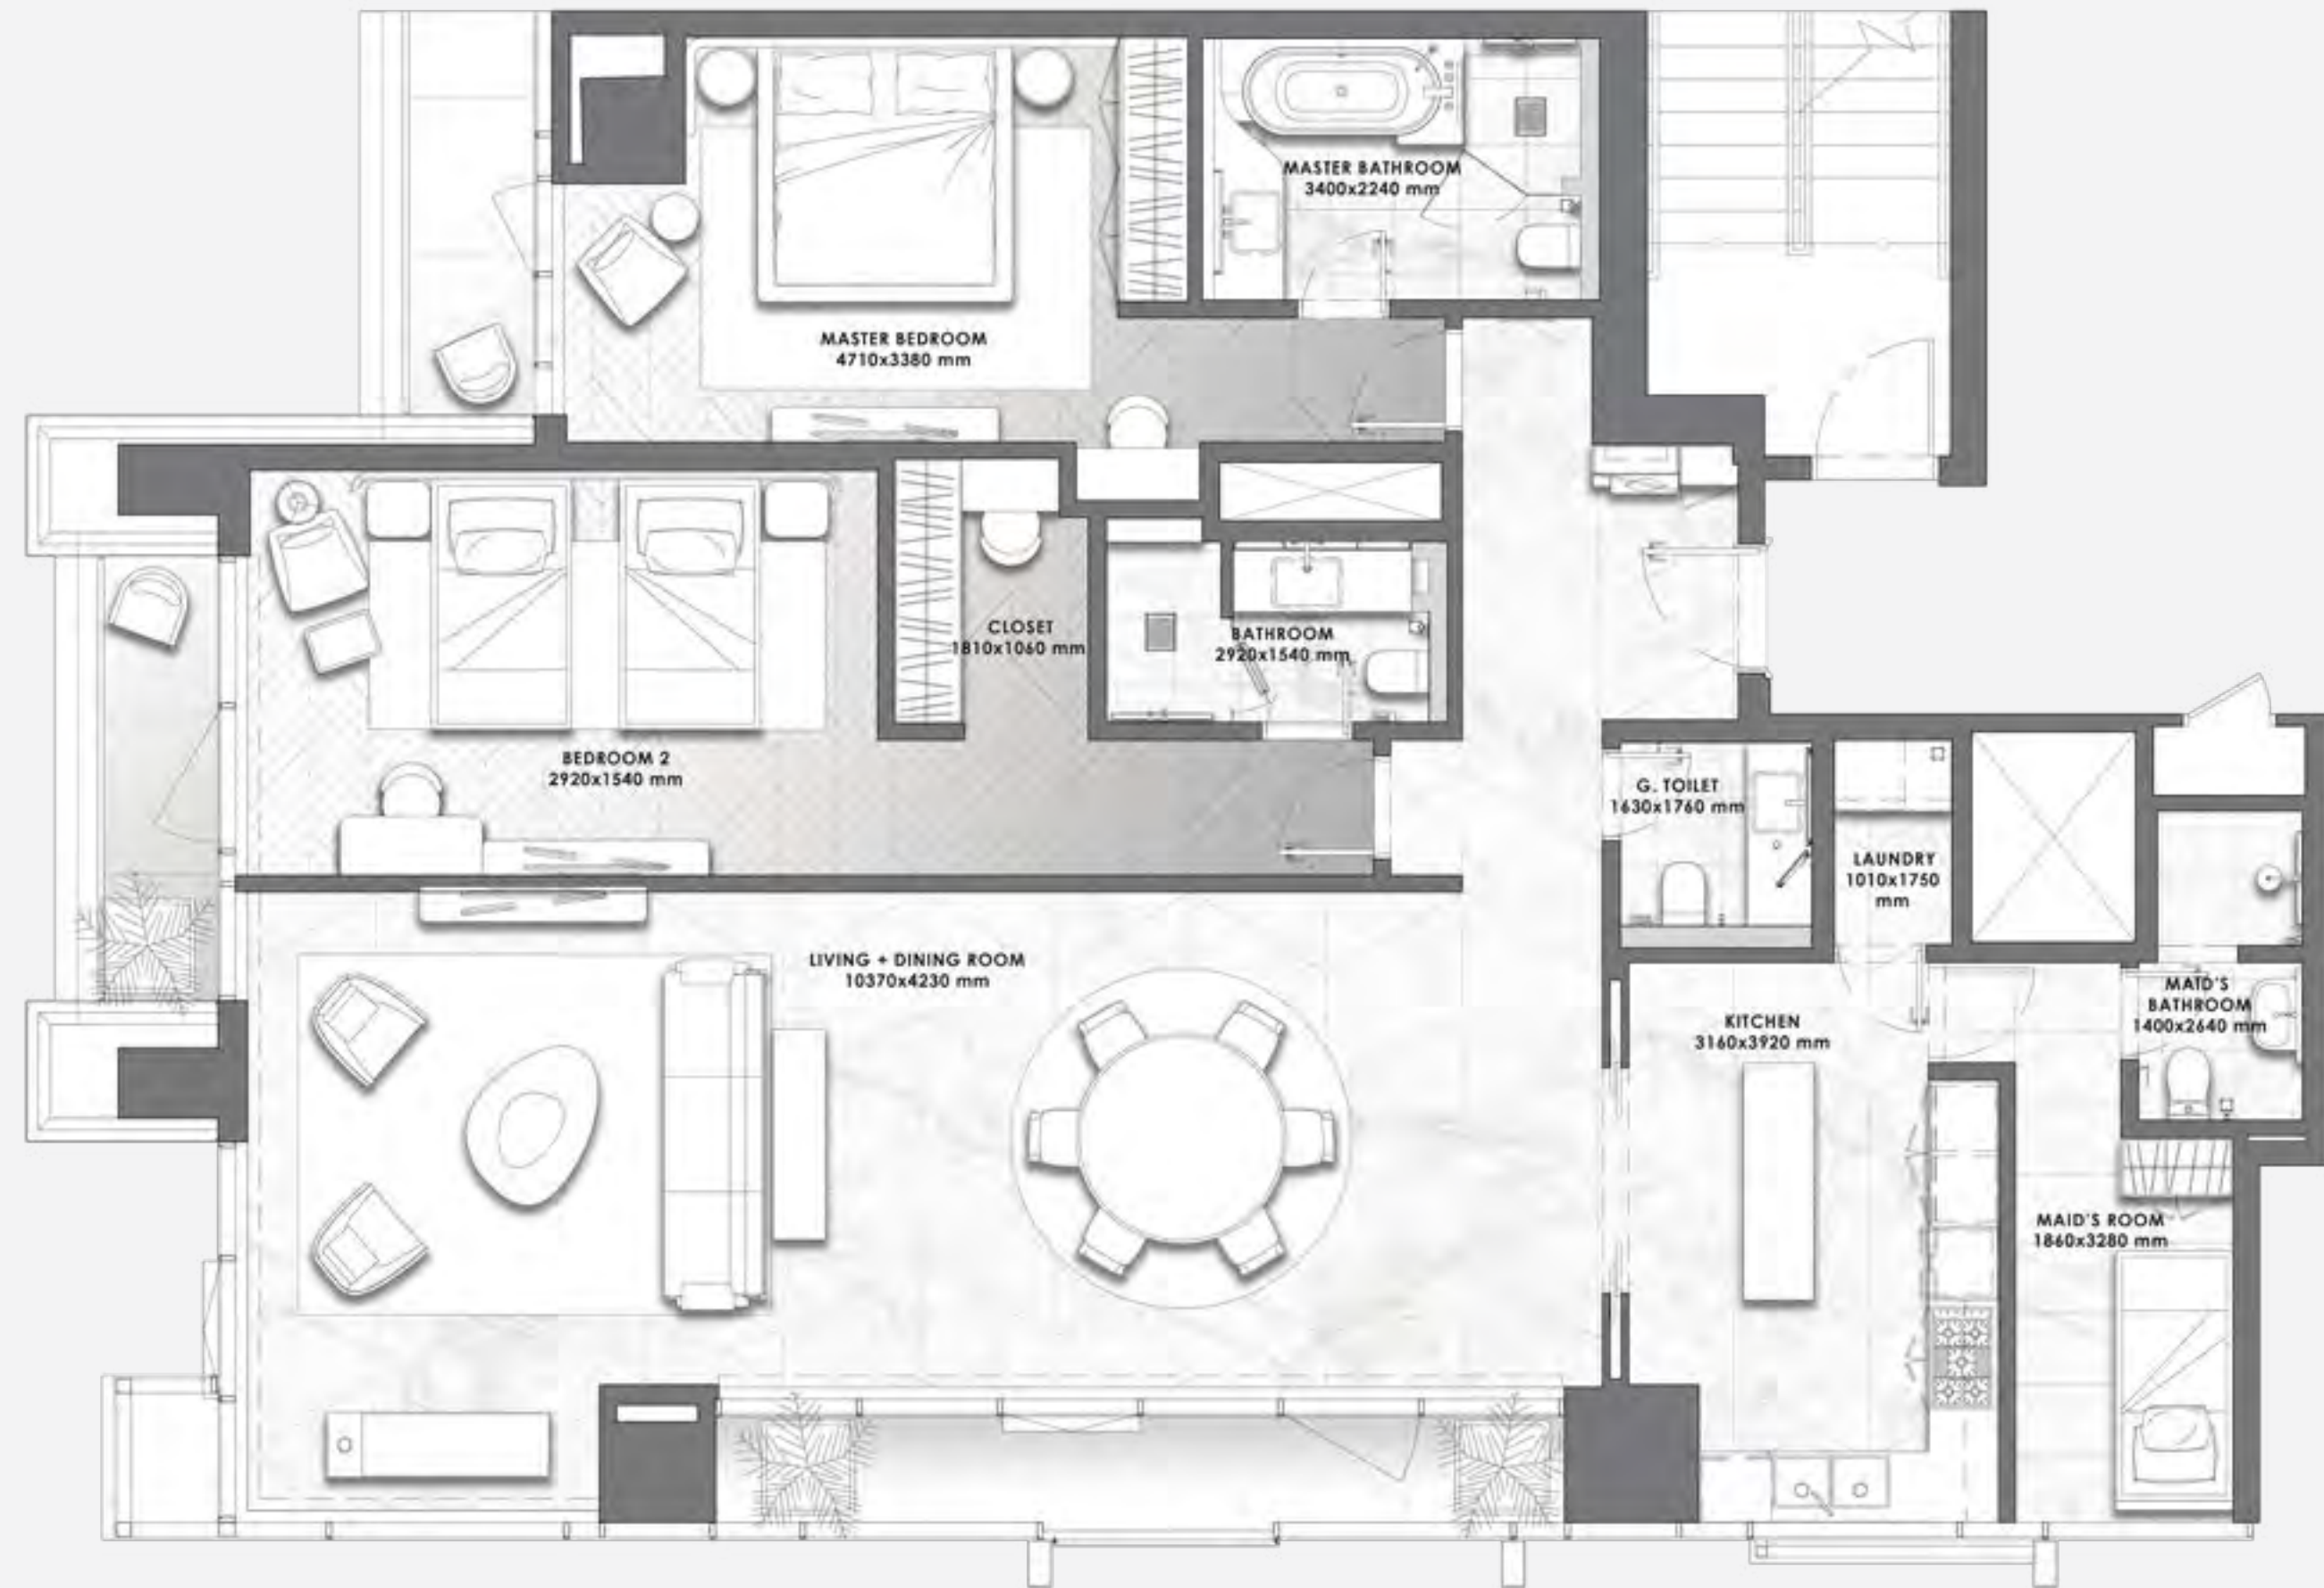 MASTER BATHROOM
3400x2240 mm
MASTER BEDROOM
4710x3380 mm
CLOSET
1810x1060 mm
BATHROOM
2920x1540 mm
BEDROOM 2
2920x1540 mm
G. TOILET
1630x1760 mm
LAUNDRY
1010x1750
mm
LIVING + DINING ROOM
10370x4230 mm
MAID'S
BATHROOM
1400x2640 mm
KITCHEN
3160x3920 mm
MAID'S ROOM
1860x3280 mm